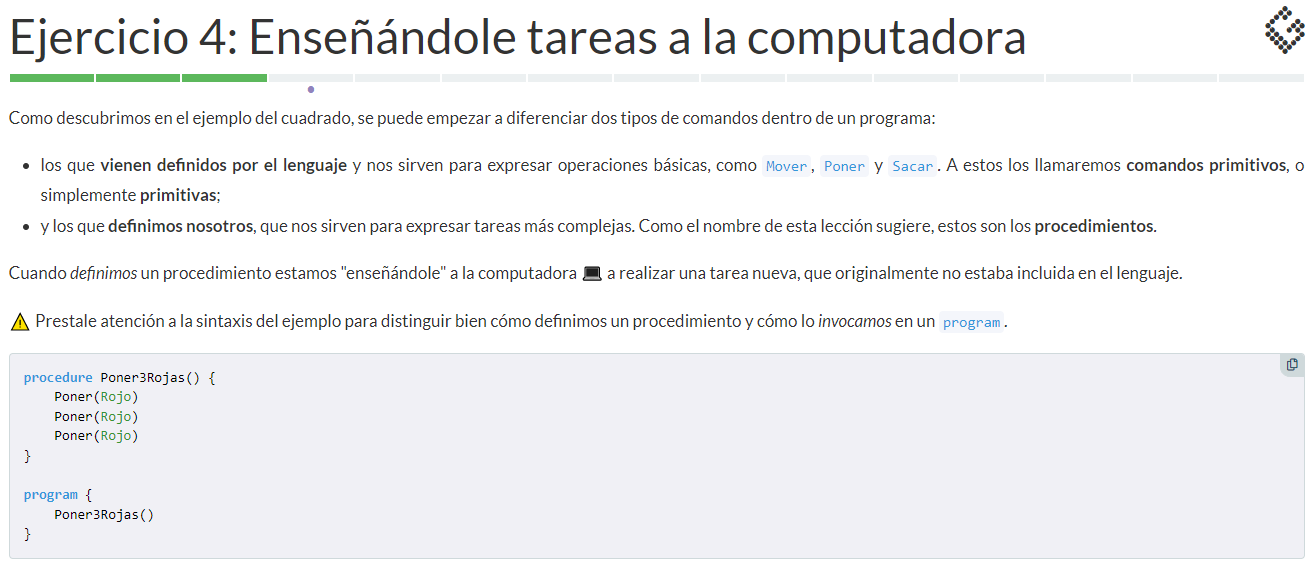 Ejercicio 4: Enseñándole tareas a la computadora
Como descubrimos en el ejemplo del cuadrado, se puede empezar a diferenciar dos tipos de comandos dentro de un programa:
los que vienen definidos por el lenguaje y nos sirven para expresar operaciones básicas, como Mover, Poner y Sacar. A estos los llamaremos comandos primitivos, o
simplemente primitivas;
y los que definimos nosotros, que nos sirven para expresar tareas más complejas. Como el nombre de esta lección sugiere, estos son los procedimientos.
Cuando definimos un procedimiento estamos "enseñándole" a la computadora 💻 a realizar una tarea nueva, que originalmente no estaba incluida en el lenguaje.
⚠️ Prestale atención a la sintaxis del ejemplo para distinguir bien cómo definimos un procedimiento y cómo lo invocamos en un program.
procedure Poner3Rojas() {
    Poner(Rojo)
    Poner(Rojo)
    Poner(Rojo)
}
program {
    Poner3Rojas()
}